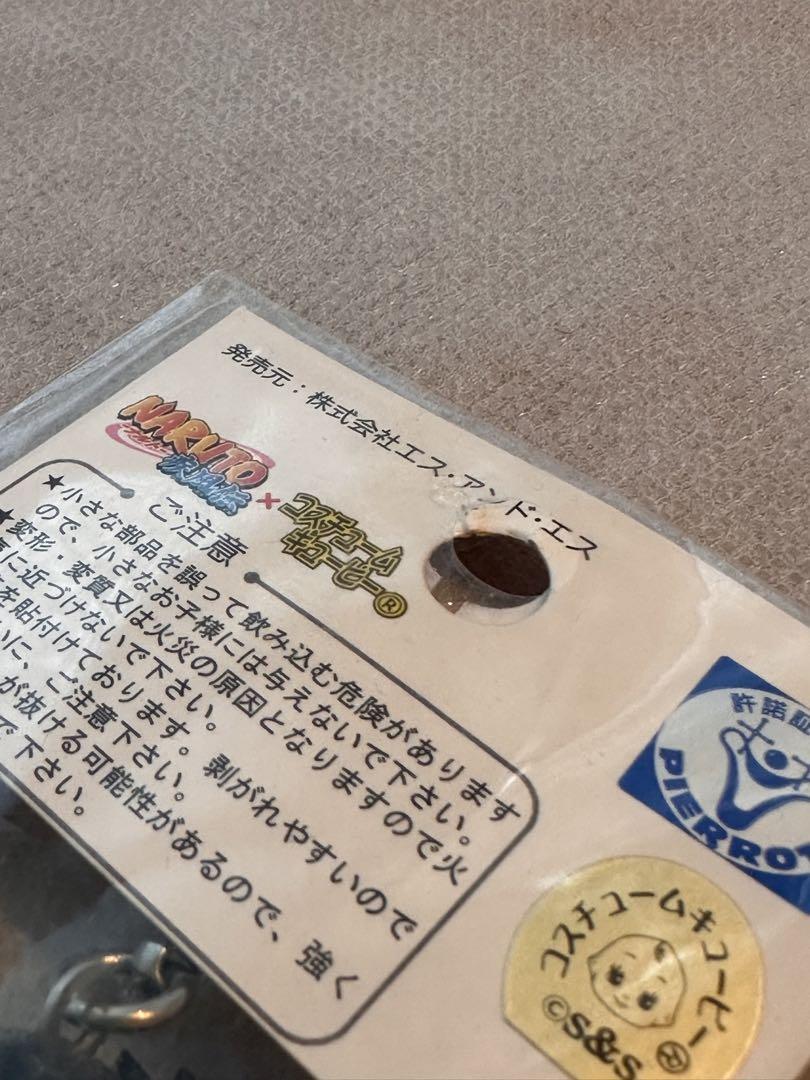 発売元：株式会社エス・アンド・エス
NARUTO
ナルト
疾風伝
×
コスチューム
キューピー®
ご注意
★小さな部品を誤って飲み込む危険があります
ので、小さなお子様には与えないで下さい。
★変形・変質又は火災の原因となりますので火
に近づけないで下さい。
を貼付けております。剥がれやすいので
に、ご注意下さい。
が抜ける可能性があるので、強く
で下さい。
許諾証
PIERROT
コスチュームキューピー®
©S&S